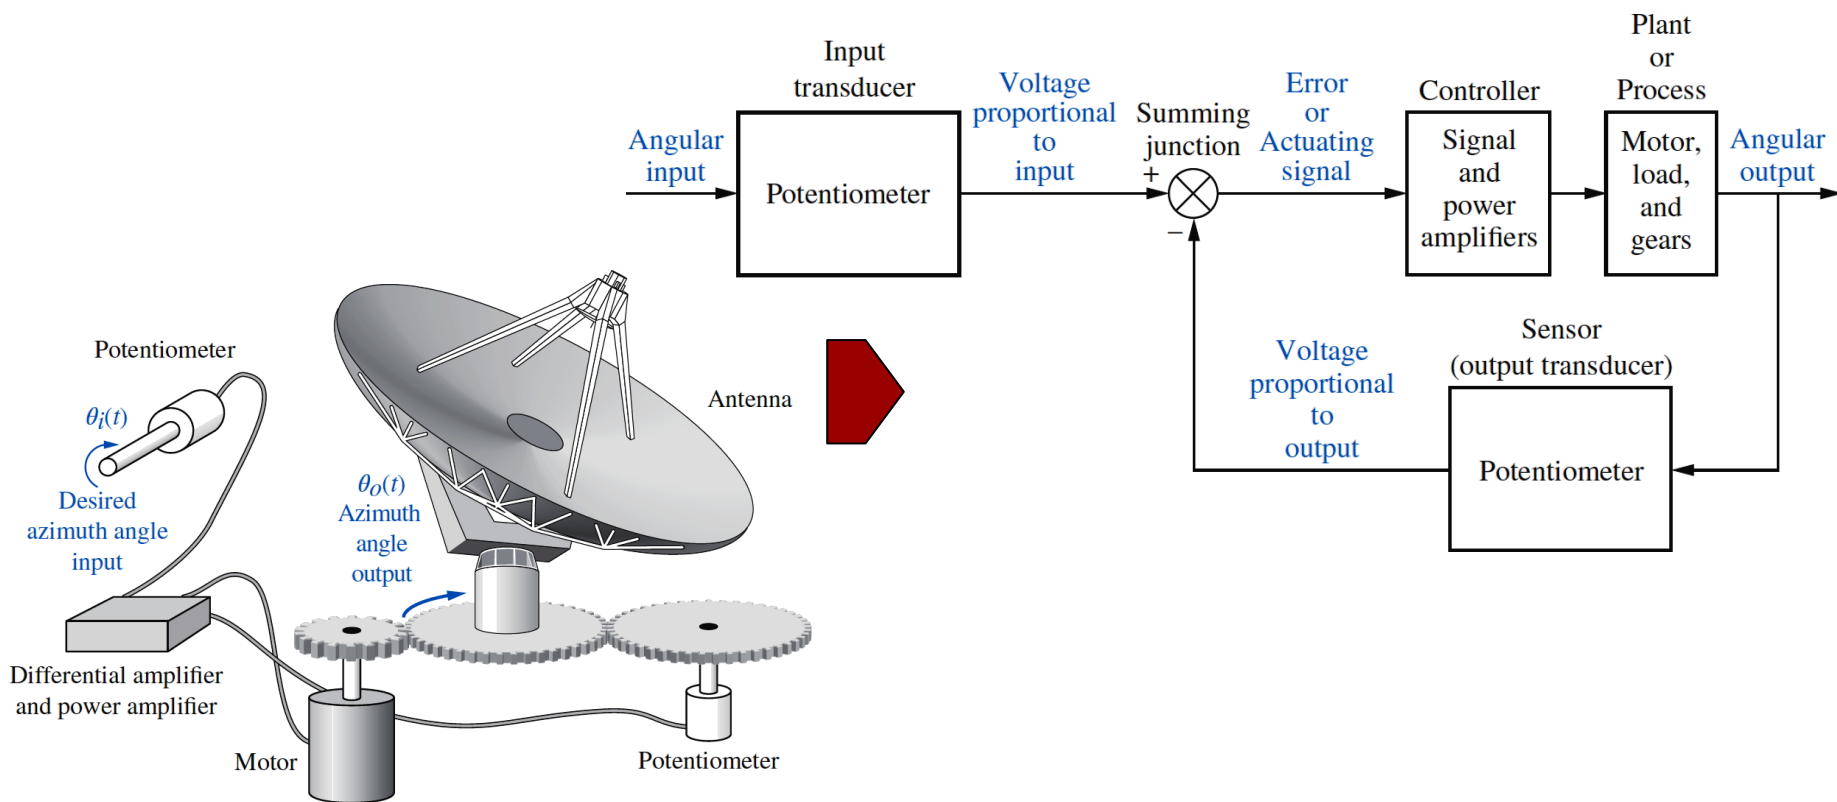 Input
transducer
Angular
input
Potentiometer
Voltage
proportional
to
input
Summing
junction
+
−
Error
or
Actuating
signal
Controller
Signal
and
power
amplifiers
Plant
or
Process
Motor,
load,
and
gears
Angular
output
Sensor
(output transducer)
Potentiometer
Voltage
proportional
to
output
Potentiometer
θi(t)
Desired
azimuth angle
input
Antenna
θo(t)
Azimuth
angle
output
Differential amplifier
and power amplifier
Motor
Potentiometer